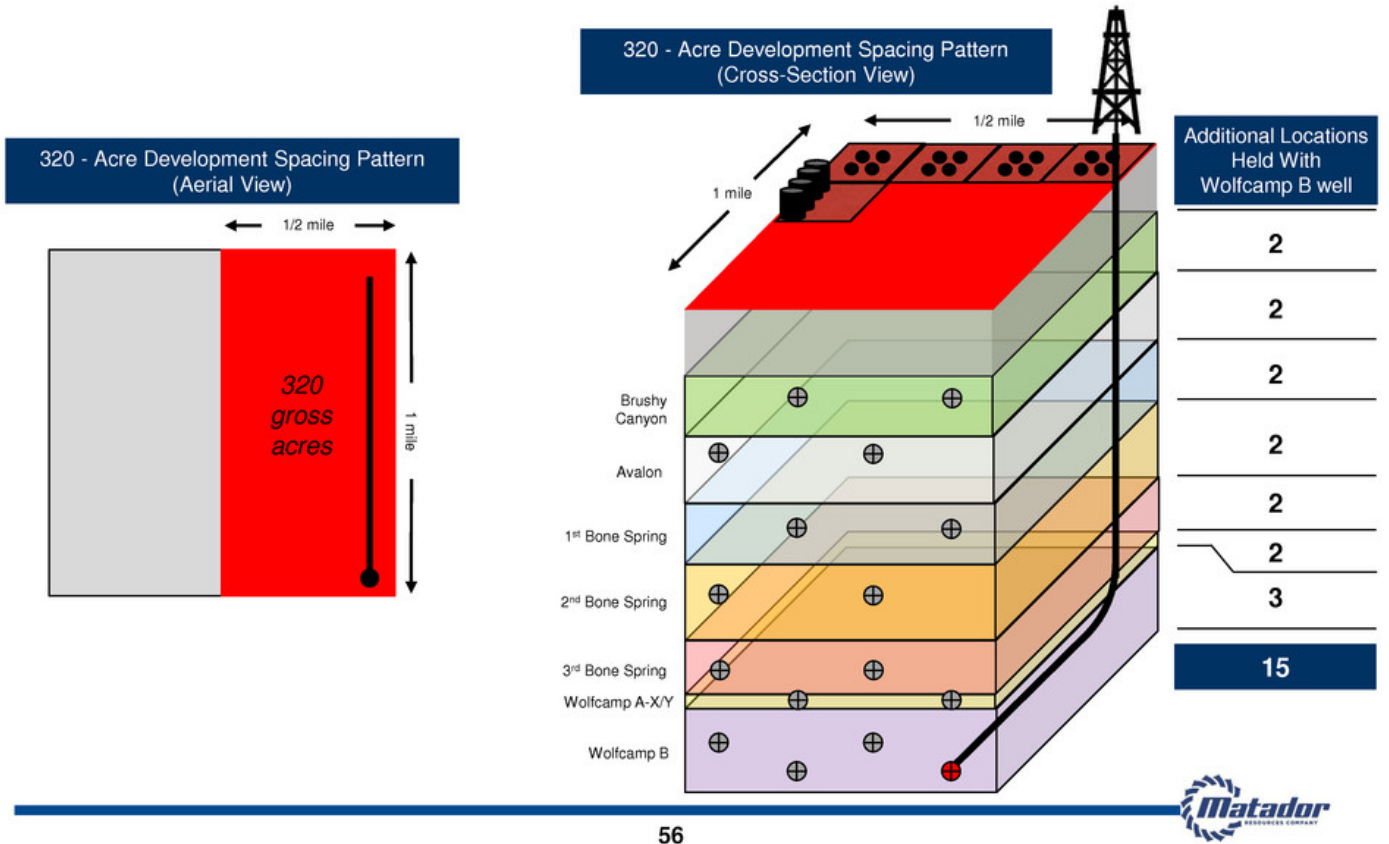 320 - Acre Development Spacing Pattern
(Aerial View)
1/2 mile
320
gross
acres
1 mile
320 - Acre Development Spacing Pattern
(Cross-Section View)
1/2 mile
1 mile
Brushy
Canyon
Avalon
1st Bone Spring
2nd Bone Spring
3rd Bone Spring
Wolfcamp A-X/Y
Wolfcamp B
Additional Locations
Held With
Wolfcamp B well
2
2
2
2
2
2
3
15
Matador
RESOURCES COMPANY
56